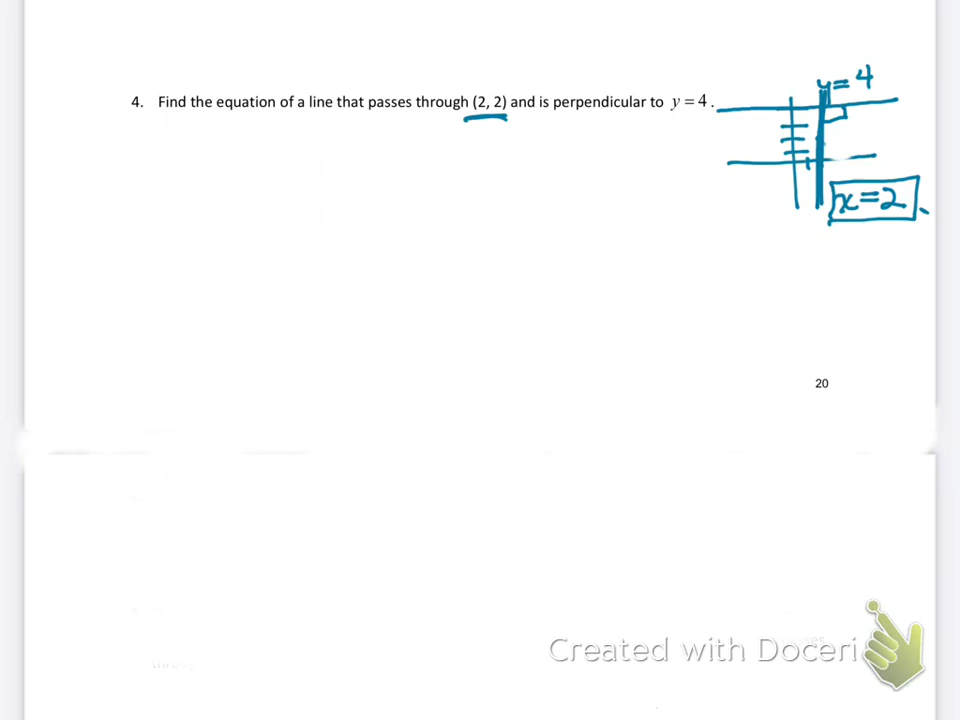 y=4
4. Find the equation of a line that passes through (2, 2) and is perpendicular to y = 4 .
x=2
20
Created with Doceri